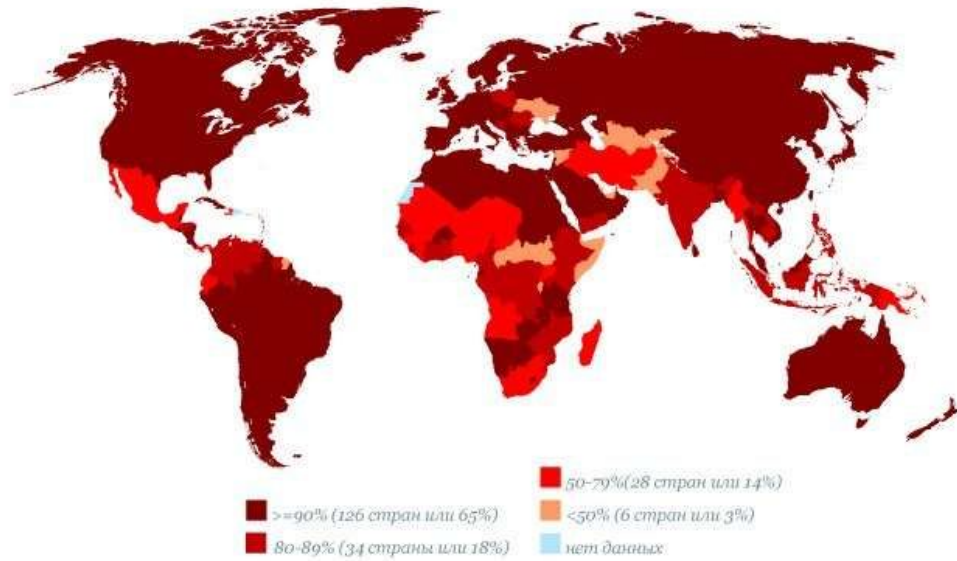 >=90% (126 стран или 65%)
80-89% (34 страны или 18%)
50-79%(28 стран или 14%)
<50% (6 стран или 3%)
нет данных